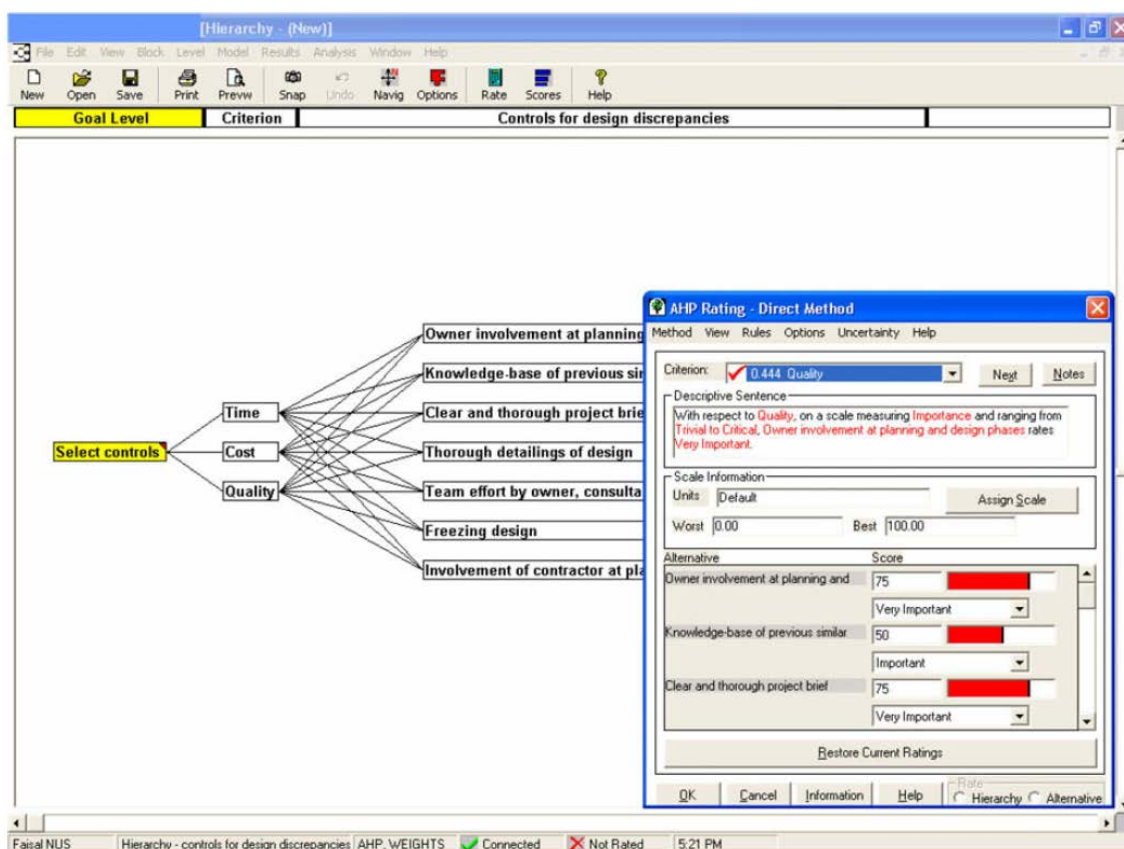 [Hierarchy - (New)]
File Edit View Block Level Model Results Analysis Window Help
New Open Save Print Prevw Snap Undo Navig Options Rate Scores Help
Goal Level Criterion Controls for design discrepancies
Owner involvement at planning
Knowledge-base of previous sim
Time
Clear and thorough project brie
Select controls
Cost
Thorough detailings of design
Quality
Team effort by owner, consulta
Freezing design
Involvement of contractor at pla
AHP Rating - Direct Method
Method View Rules Options Uncertainty Help
Criterion: 0.444 Quality Next Notes
Descriptive Sentence
With respect to Quality, on a scale measuring Importance and ranging from
Trivial to Critical, Owner involvement at planning and design phases rates
Very Important.
Scale Information
Units Default Assign Scale
Worst 0.00 Best 100.00
Alternative Score
Owner involvement at planning and 75
Very Important
Knowledge-base of previous similar 50
Important
Clear and thorough project brief 75
Very Important
Restore Current Ratings
Rate
OK Cancel Information Help Hierarchy Alternative
Faisal NUS Hierarchy - controls for design discrepancies AHP, WEIGHTS Connected Not Rated 5:21 PM